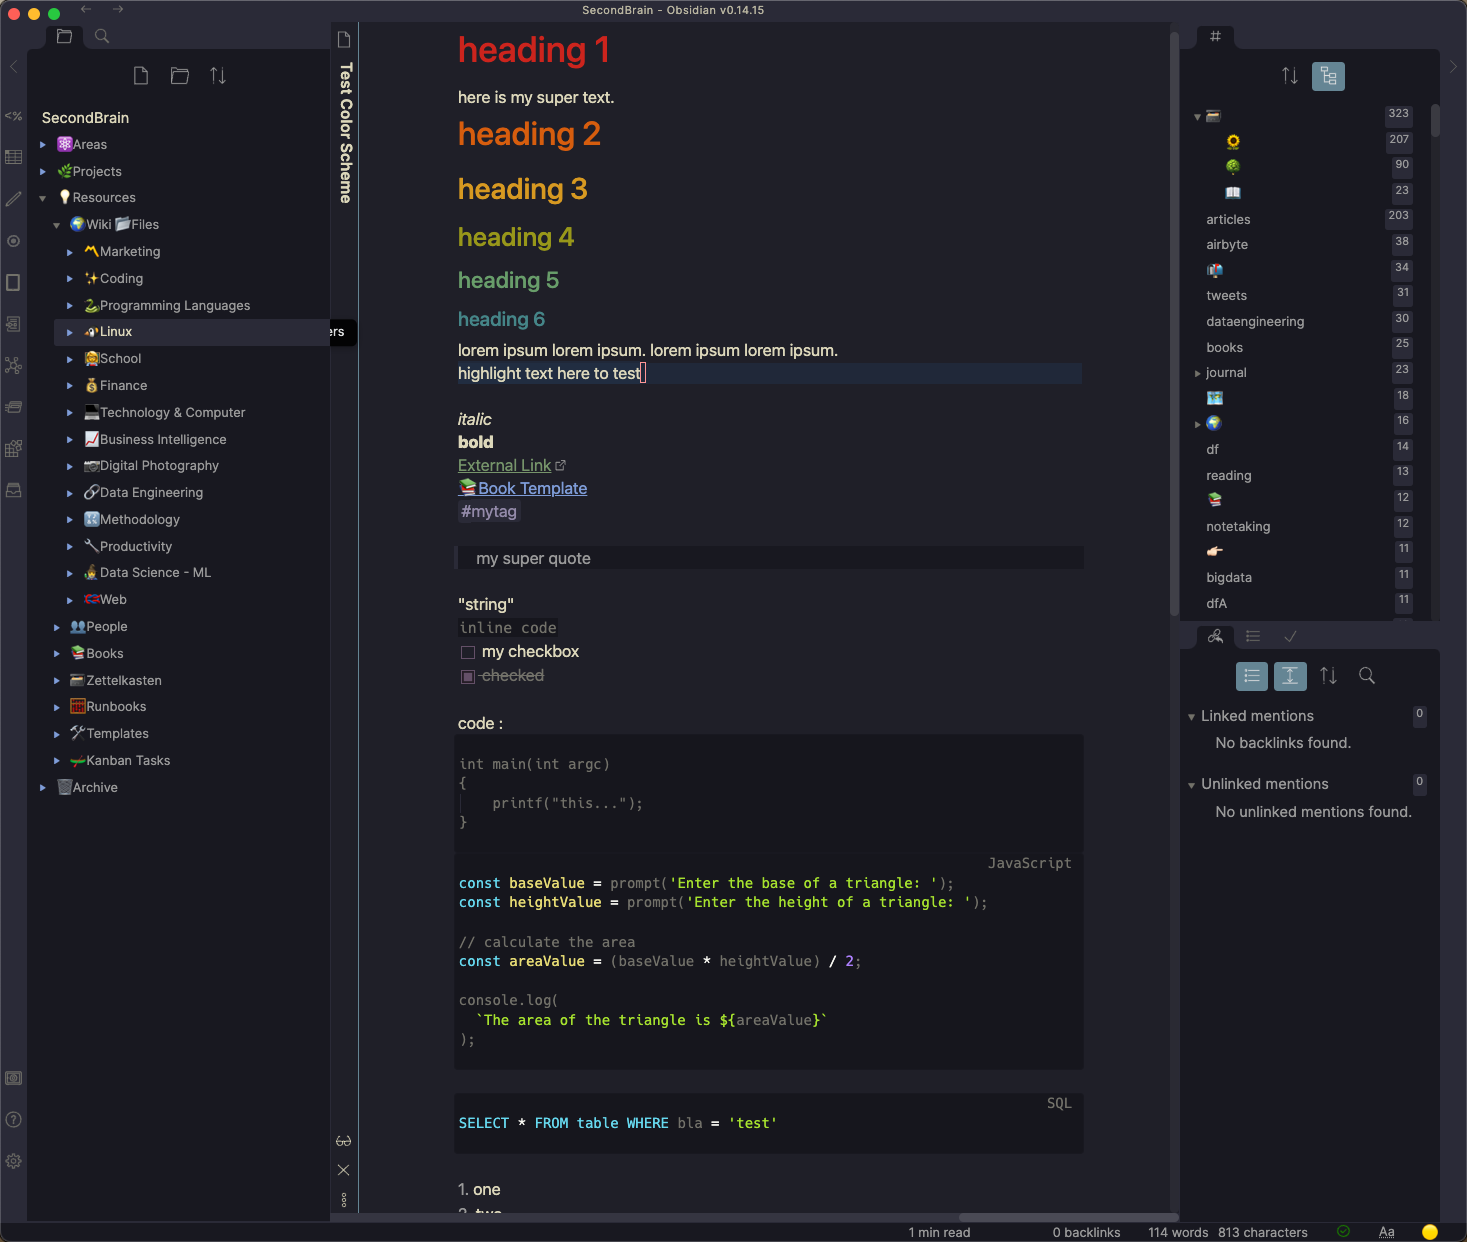 SecondBrain - Obsidian v0.14.15
SecondBrain
Areas
Projects
Resources
Wiki Files
Marketing
Coding
Programming Languages
Linux
School
Finance
Technology & Computer
Business Intelligence
Digital Photography
Data Engineering
Methodology
Productivity
Data Science - ML
Web
People
Books
Zettelkasten
Runbooks
Templates
Kanban Tasks
Archive
Test Color Scheme
heading 1
here is my super text.
heading 2
heading 3
heading 4
heading 5
heading 6
lorem ipsum lorem ipsum. lorem ipsum lorem ipsum.
highlight text here to test
italic
bold
External Link
Book Template
#mytag
my super quote
"string"
inline code
my checkbox
checked
code :
int main(int argc)
{
    printf("this...");
}
JavaScript
const baseValue = prompt('Enter the base of a triangle: ');
const heightValue = prompt('Enter the height of a triangle: ');
// calculate the area
const areaValue = (baseValue * heightValue) / 2;
console.log(
  `The area of the triangle is ${areaValue}`
);
SQL
SELECT * FROM table WHERE bla = 'test'
1. one
2. two
#
323
207
90
23
articles 203
airbyte 38
34
tweets 31
dataengineering 30
books 25
journal 23
18
16
df 14
reading 13
12
notetaking 12
11
bigdata 11
dfA 11
Linked mentions 0
No backlinks found.
Unlinked mentions 0
No unlinked mentions found.
1 min read 0 backlinks 114 words 813 characters Aa